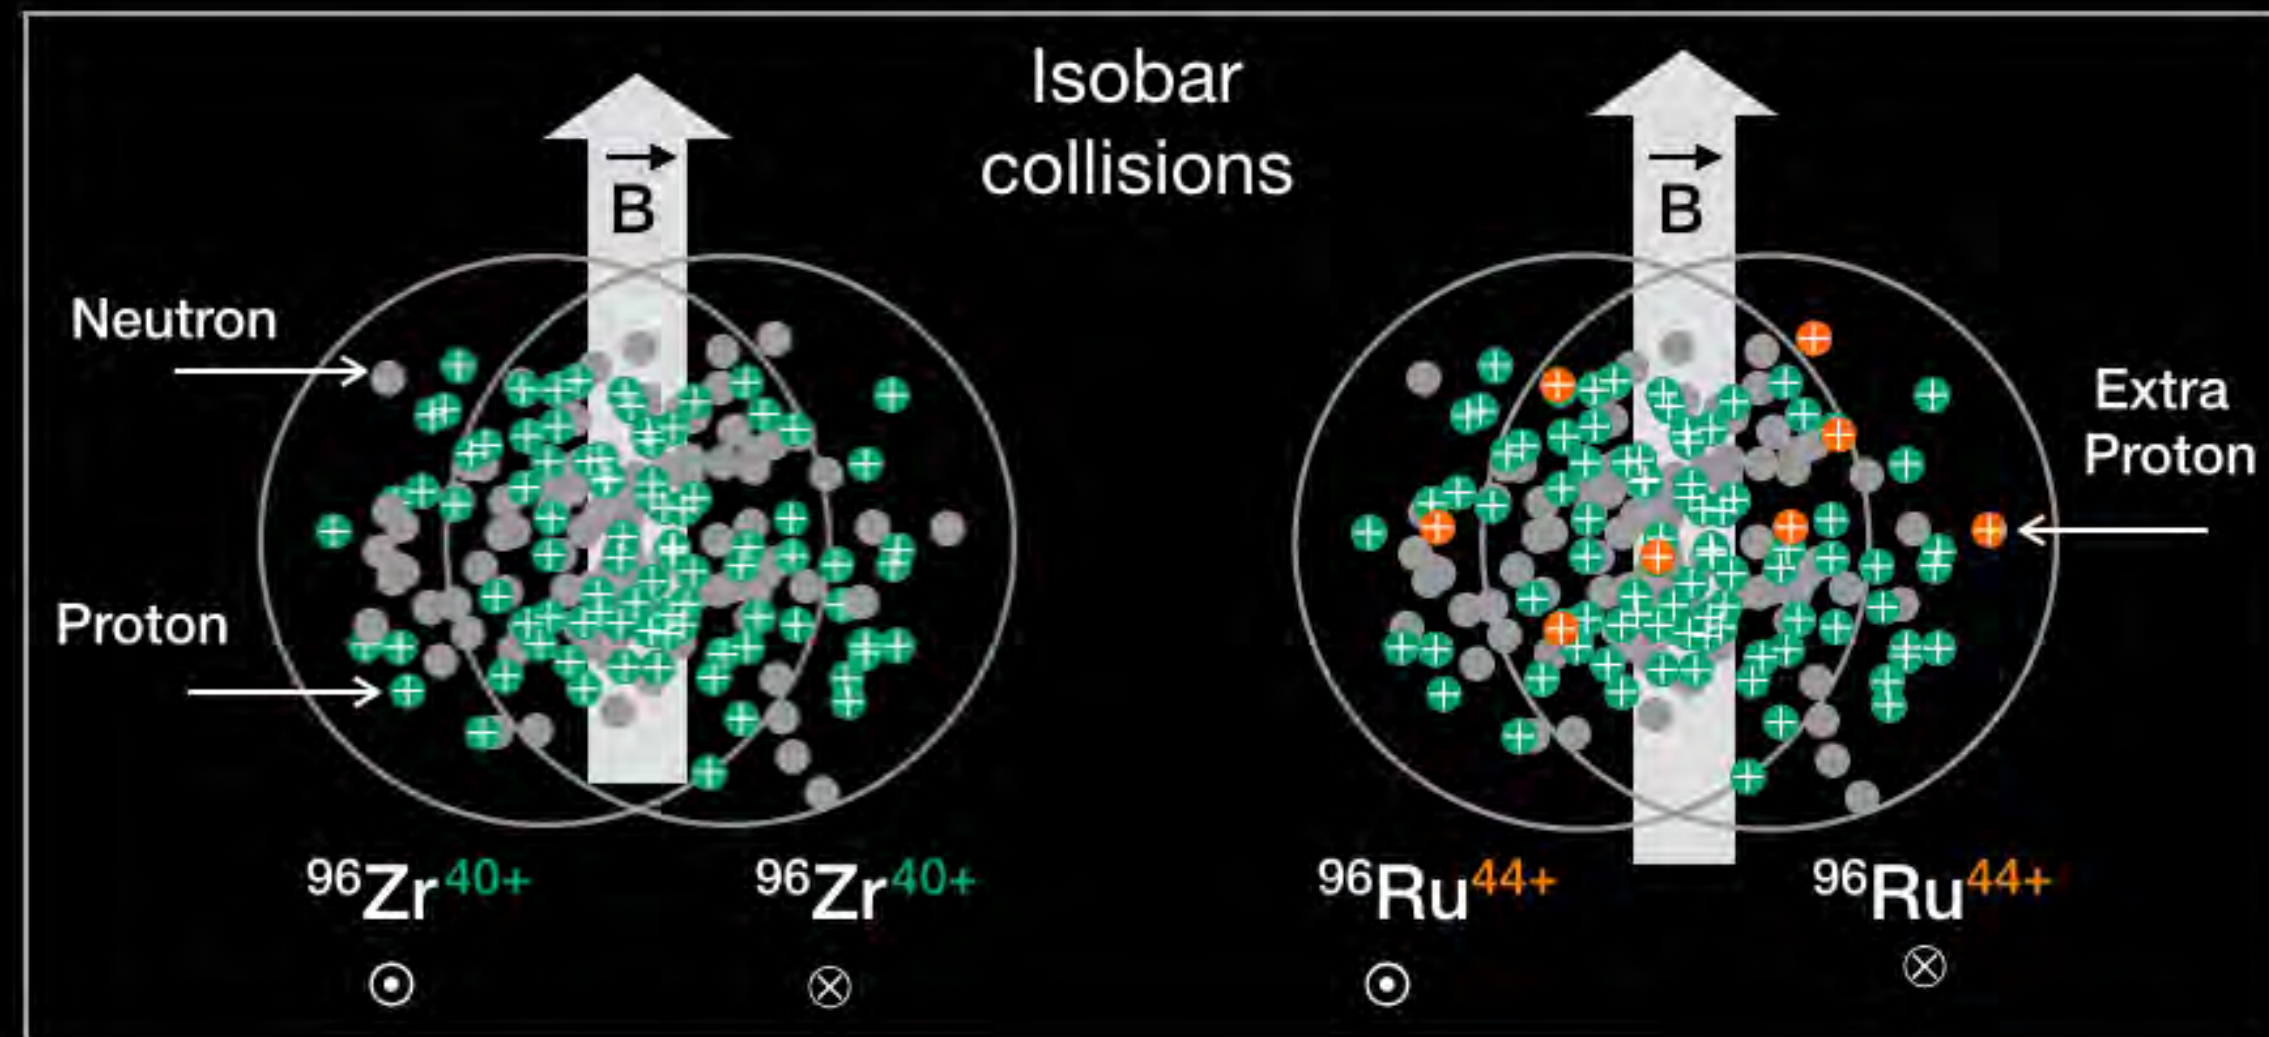 Isobar
collisions
B⃗
B⃗
Neutron
Extra
Proton
Proton
⁹⁶Zr⁴⁰⁺ ⁹⁶Zr⁴⁰⁺ ⁹⁶Ru⁴⁴⁺ ⁹⁶Ru⁴⁴⁺